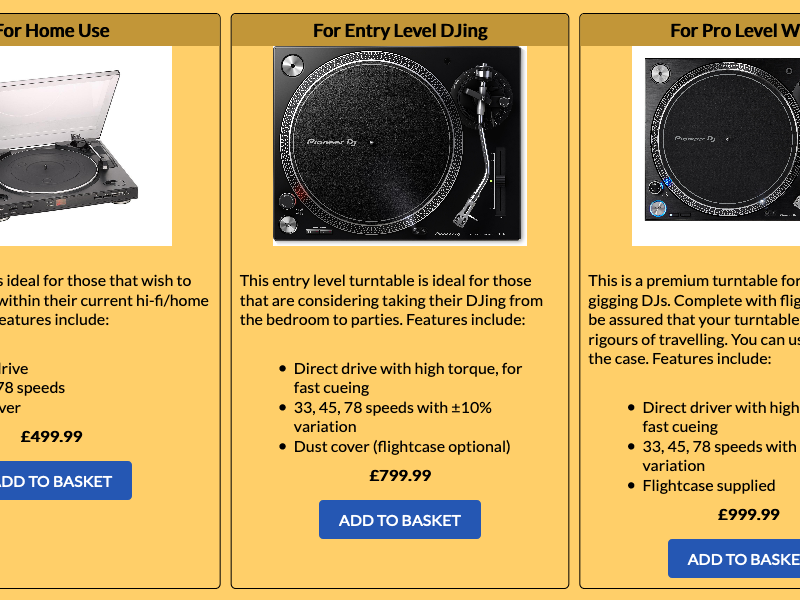 For Home Use
s ideal for those that wish to
within their current hi-fi/home
eatures include:
drive
78 speeds
ver
£499.99
ADD TO BASKET
For Entry Level DJing
Pioneer Dj
This entry level turntable is ideal for those
that are considering taking their DJing from
the bedroom to parties. Features include:
• Direct drive with high torque, for
fast cueing
• 33, 45, 78 speeds with ±10%
variation
• Dust cover (flightcase optional)
£799.99
ADD TO BASKET
For Pro Level W
Pioneer Dj
This is a premium turntable for
gigging DJs. Complete with flig
be assured that your turntable
rigours of travelling. You can us
the case. Features include:
• Direct driver with high
fast cueing
• 33, 45, 78 speeds with
variation
• Flightcase supplied
£999.99
ADD TO BASKE